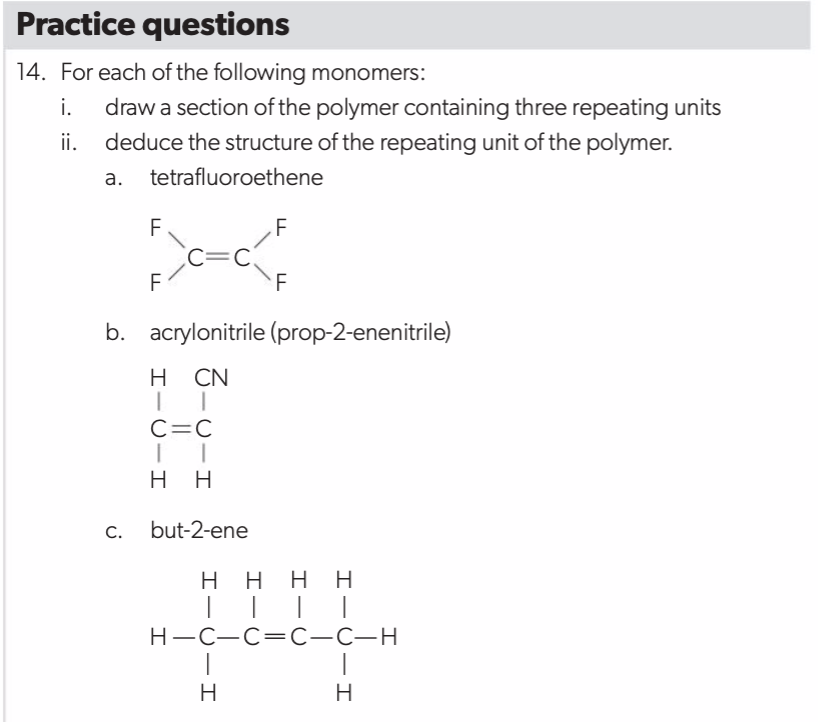 Practice questions
14. For each of the following monomers:
i. draw a section of the polymer containing three repeating units
ii. deduce the structure of the repeating unit of the polymer.
a. tetrafluoroethene
F F
C=C
F F
b. acrylonitrile (prop-2-enenitrile)
H CN
C=C
H H
c. but-2-ene
H H H H
H–C–C=C–C–H
H H